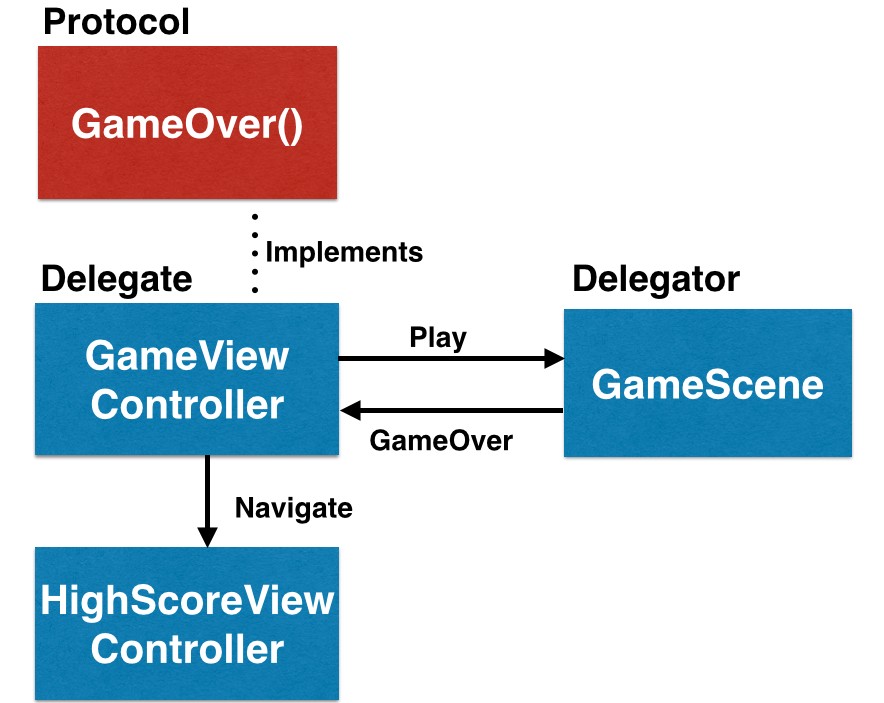 Protocol
GameOver()
Implements
Delegate
Delegator
GameView
Controller
Play
GameScene
GameOver
Navigate
HighScoreView
Controller